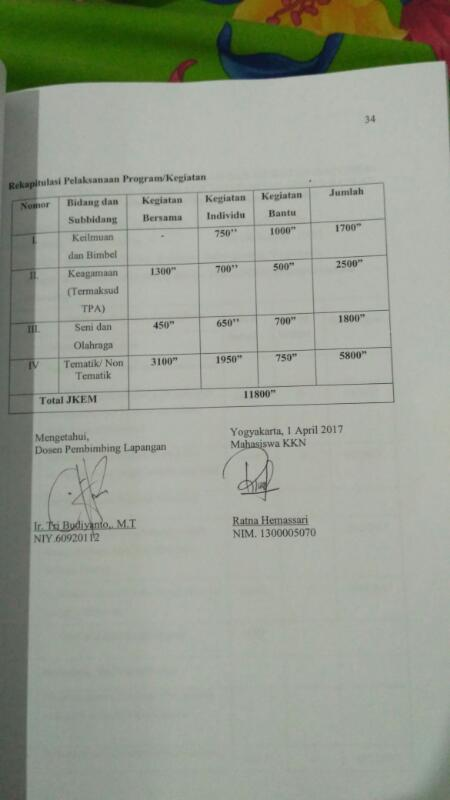 34
Rekapitulasi Pelaksanaan Program/Kegiatan
Nomor Bidang dan Subbidang Kegiatan Bersama Kegiatan Individu Kegiatan Bantu Jumlah
I. Keilmuan dan Bimbel - 750" 1000" 1700"
II. Keagamaan (Termaksud TPA) 1300" 700" 500" 2500"
III. Seni dan Olahraga 450" 650" 700" 1800"
IV Tematik/ Non Tematik 3100" 1950" 750" 5800"
Total JKEM 11800"
Mengetahui,
Dosen Pembimbing Lapangan
Ir. Tri Budiyanto,. M.T
NIY.60920112
Yogyakarta, 1 April 2017
Mahasiswa KKN
Ratna Hemassari
NIM. 1300005070